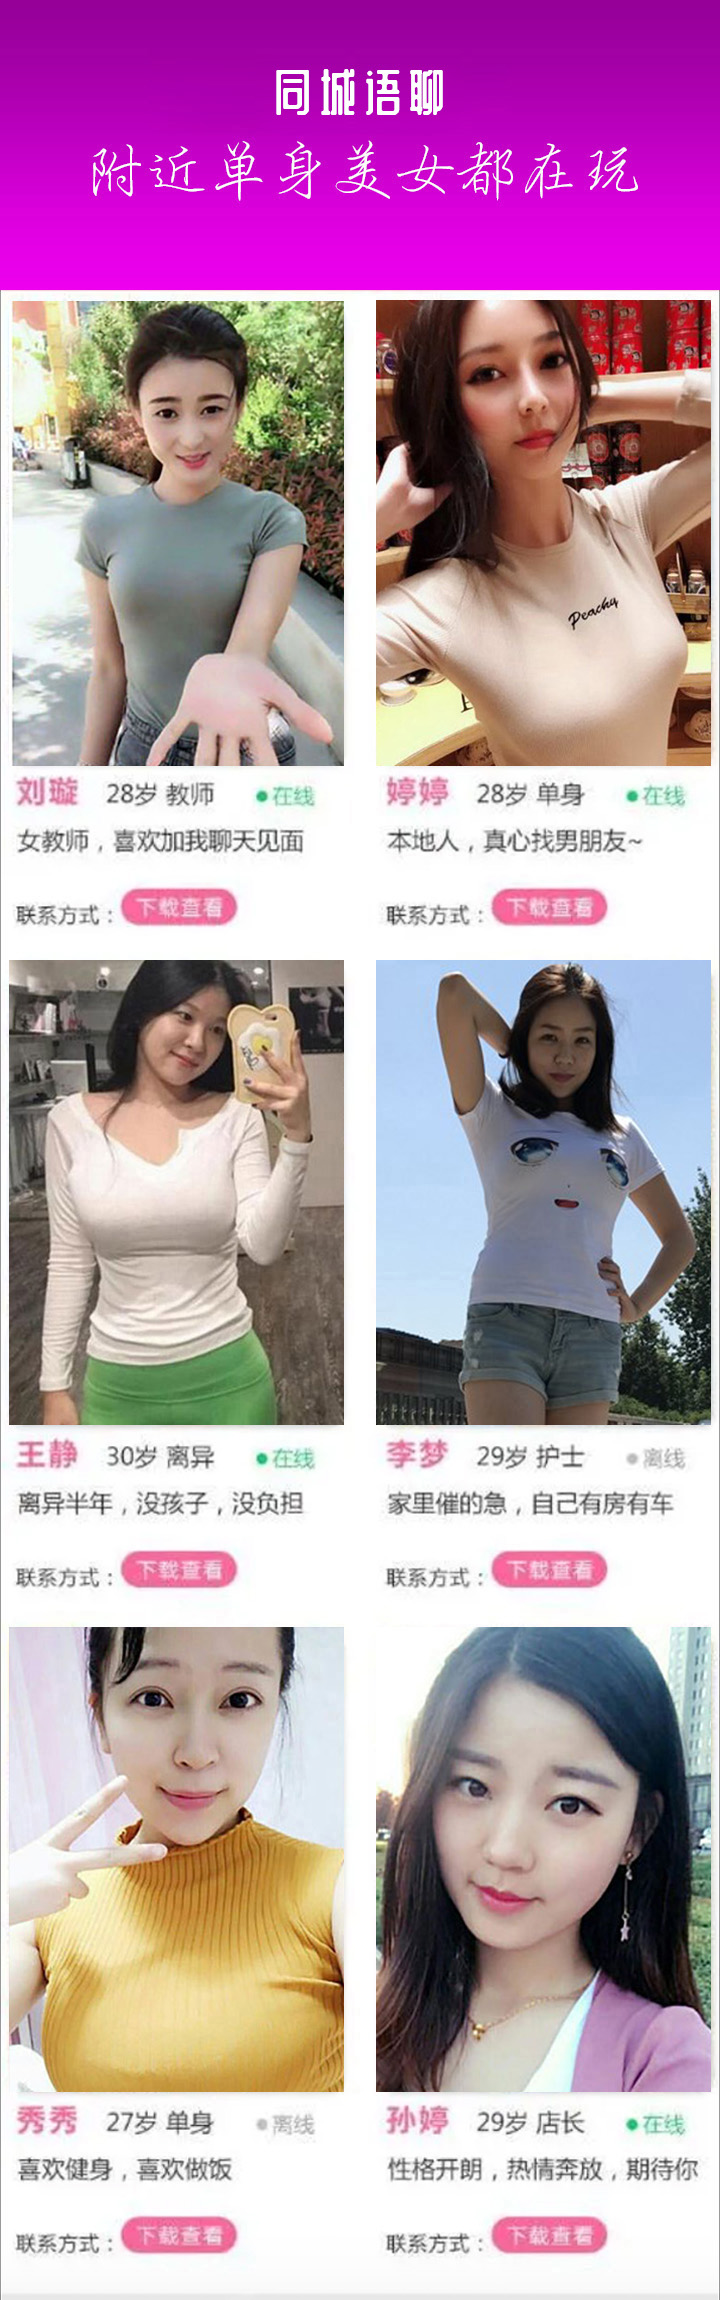 同城语聊
附近单身美女都在玩
Peachy
刘璇 28岁 教师 在线
女教师，喜欢加我聊天见面
联系方式： 下载查看
婷婷 28岁 单身 在线
本地人，真心找男朋友~
联系方式： 下载查看
王静 30岁 离异 在线
离异半年，没孩子，没负担
联系方式： 下载查看
李梦 29岁 护士 离线
家里催的急，自己有房有车
联系方式： 下载查看
秀秀 27岁 单身 离线
喜欢健身，喜欢做饭
联系方式： 下载查看
孙婷 29岁 店长 在线
性格开朗，热情奔放，期待你
联系方式： 下载查看